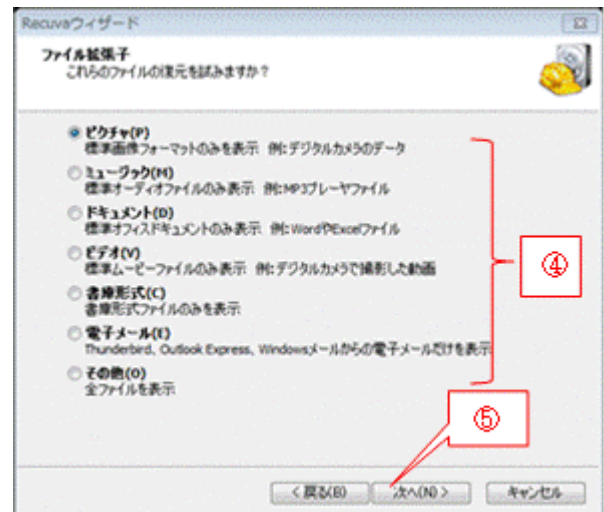 Recuvaウィザード
ファイル拡張子
これらのファイルの復元を試みますか?
ピクチャ(P)
標準画像フォーマットのみを表示 例:デジタルカメラのデータ
ミュージック(M)
標準オーディオファイルのみ表示 例:MP3プレーヤファイル
ドキュメント(D)
標準オフィスドキュメントのみ表示 例:WordやExcelファイル
ビデオ(V)
標準ムービーファイルのみ表示 例:デジタルカメラで撮影した動画
④
書庫形式(C)
書庫形式ファイルのみを表示
電子メール(E)
Thunderbird、Outlook Express、Windowsメールからの電子メールだけを表示
その他(O)
全ファイルを表示
⑤
< 戻る(B) 次へ(N) > キャンセル